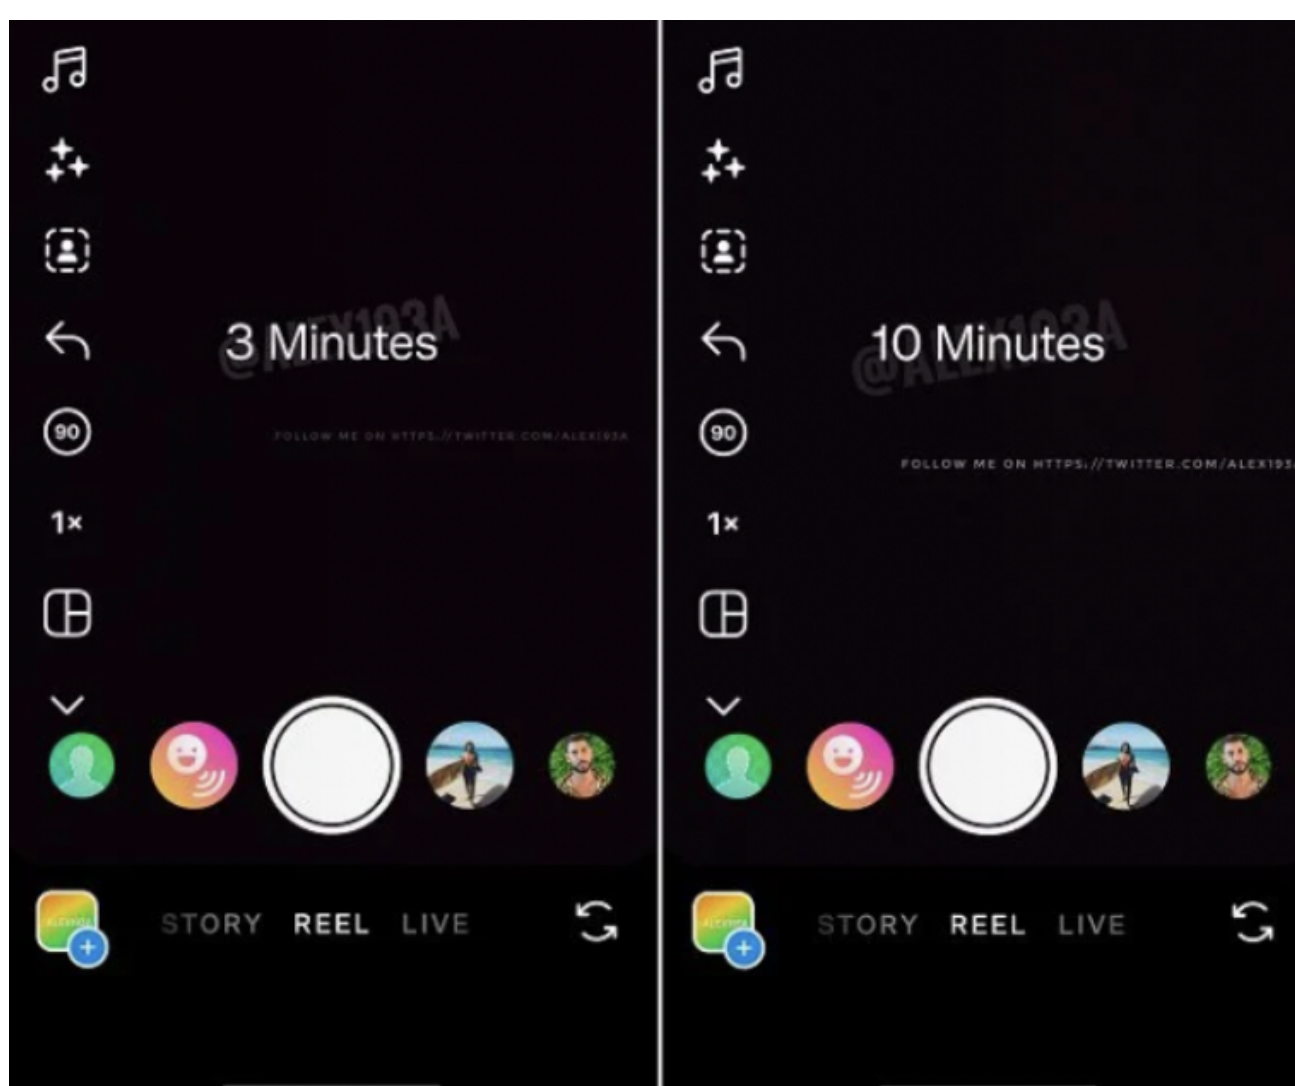 @ALEX193A
3 Minutes
90
FOLLOW ME ON HTTPS://TWITTER.COM/ALEX193A
1×
STORY REEL LIVE
@ALEX193A
10 Minutes
90
FOLLOW ME ON HTTPS://TWITTER.COM/ALEX193A
1×
STORY REEL LIVE